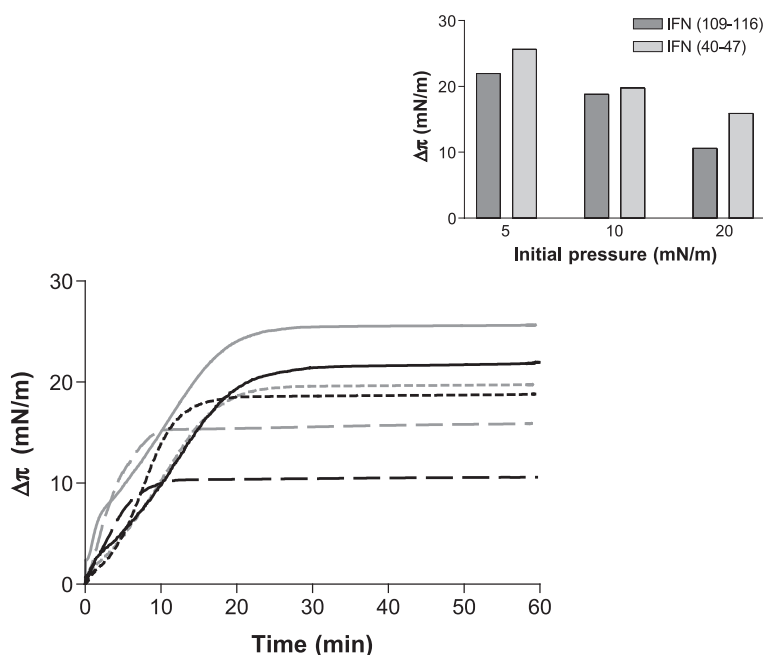 30
20
10
0
Δπ (mN/m)
IFN (109-116)
IFN (40-47)
5 10 20
Initial pressure (mN/m)
30
20
10
0
Δπ (mN/m)
0 10 20 30 40 50 60
Time (min)